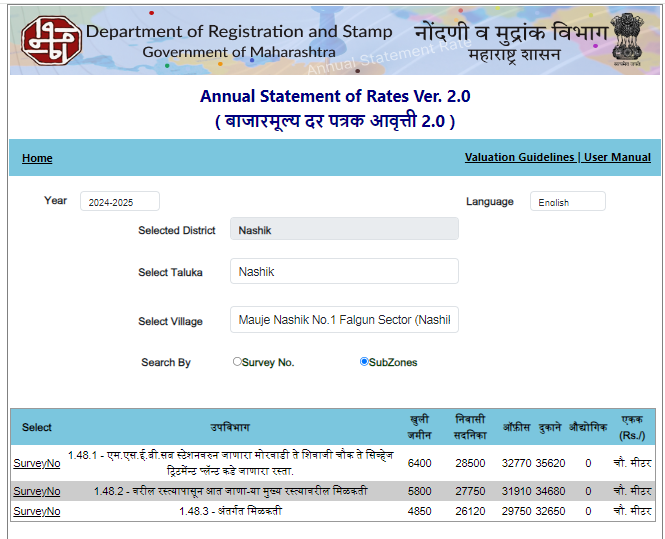 Department of Registration and Stamp
Government of Maharashtra
नोंदणी व मुद्रांक विभाग
महाराष्ट्र शासन
Annual Statement Rate
Annual Statement of Rates Ver. 2.0
( बाजारमूल्य दर पत्रक आवृत्ती 2.0 )
Home
Valuation Guidelines | User Manual
Year 2024-2025 Language English
Selected District Nashik
Select Taluka Nashik
Select Village Mauje Nashik No.1 Falgun Sector (Nashik
Search By Survey No. SubZones
Select उपविभाग खुली जमीन निवासी सदनिका ऑफ़ीस दुकाने औद्योगिक एकक (Rs./)
SurveyNo 1.48.1 - एम.एस.ई.बी.सब स्टेशनवरुन जाणारा मोरवाडी ते शिवाजी चौक ते सिव्हेज 6400 28500 32770 35620 0 चौ. मीटर
ट्रिटमेन्ट प्लॅन्ट कडे जाणारा रस्ता.
SurveyNo 1.48.2 - वरील रस्त्यापासून आत जाणा-या मुख्य रस्त्यावरील मिळकती 5800 27750 31910 34680 0 चौ. मीटर
SurveyNo 1.48.3 - अंतर्गत मिळकती 4850 26120 29750 32650 0 चौ. मीटर